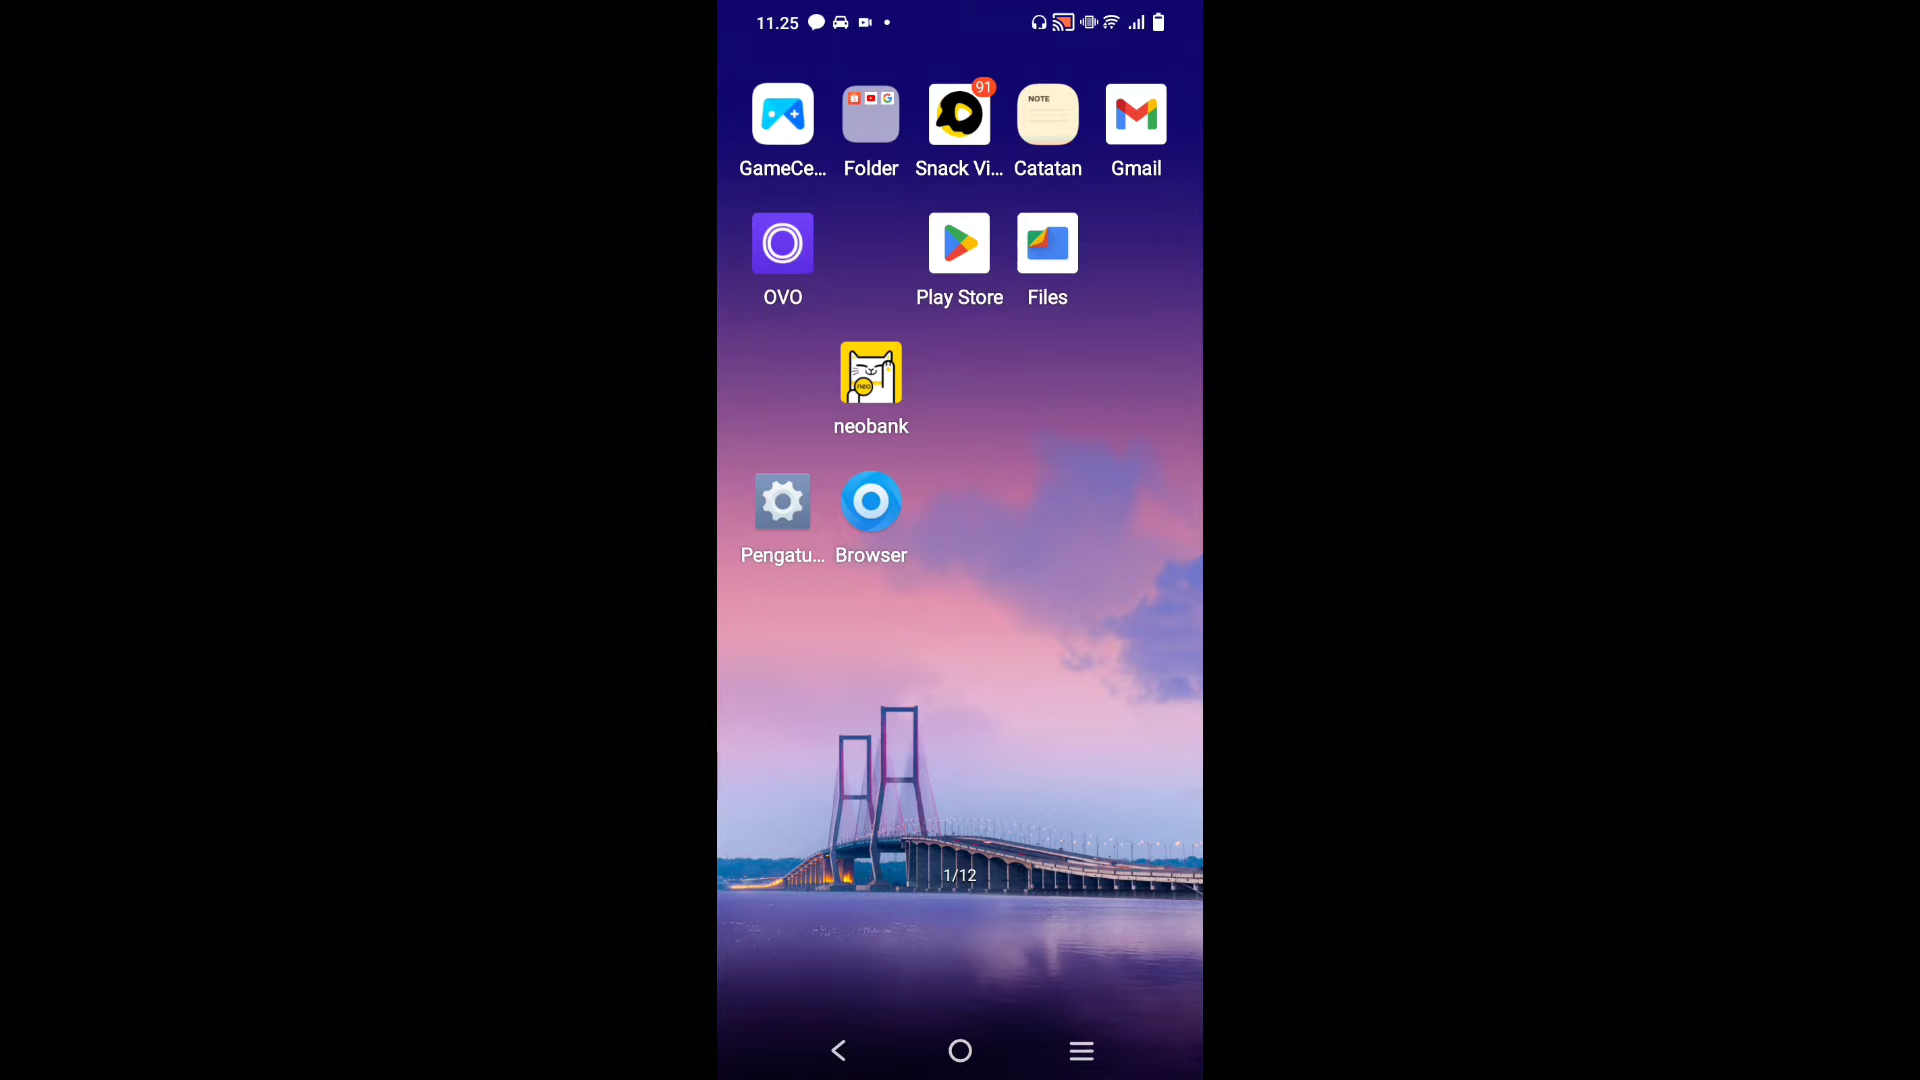 11.25
91
NOTE
GameCe... Folder Snack Vi... Catatan Gmail
OVO Play Store Files
neo
neobank
Pengatu... Browser
1/12